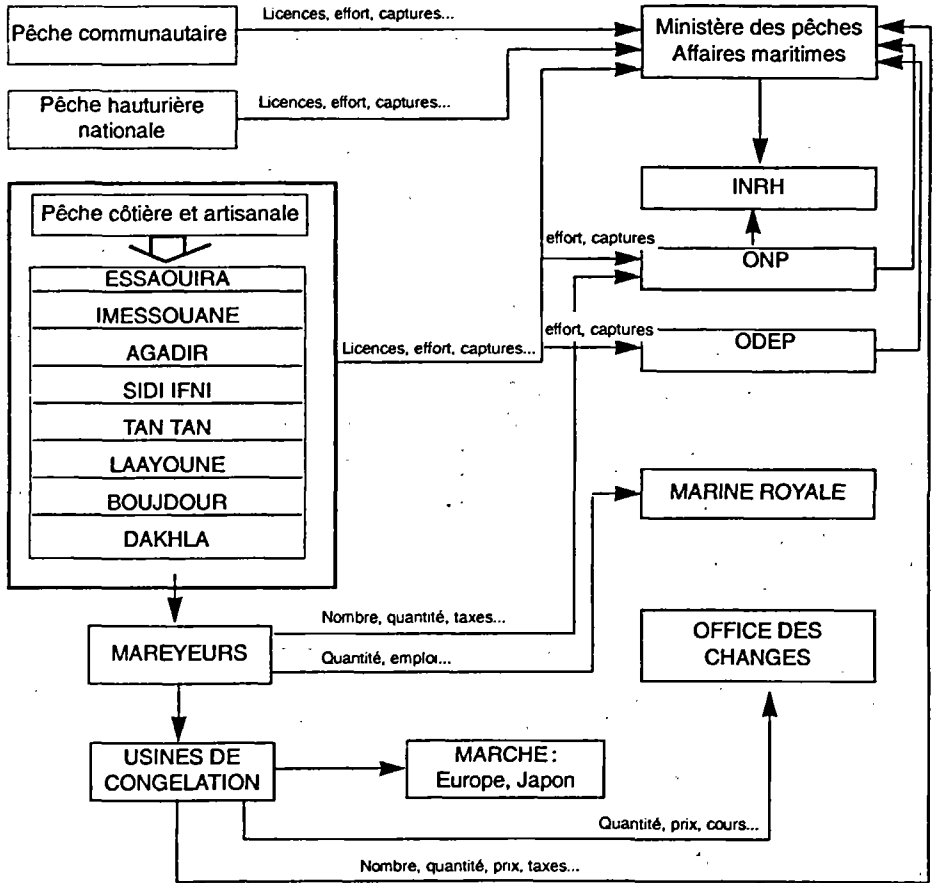 Pêche communautaire
Licences, effort, captures...
Ministère des pêches
Affaires maritimes
Pêche hauturière
nationale
Licences, effort, captures...
INRH
Pêche côtière et artisanale
effort, captures
ONP
ESSAOUIRA
IMESSOUANE
AGADIR
SIDI IFNI
TAN TAN
LAAYOUNE
BOUJDOUR
DAKHLA
Licences, effort, captures...
effort, captures
ODEP
MARINE ROYALE
Nombre, quantité, taxes...
MAREYEURS
Quantité, emploi...
OFFICE DES
CHANGES
USINES DE
CONGELATION
MARCHE :
Europe, Japon
Quantité, prix, cours...
Nombre, quantité, prix, taxes...